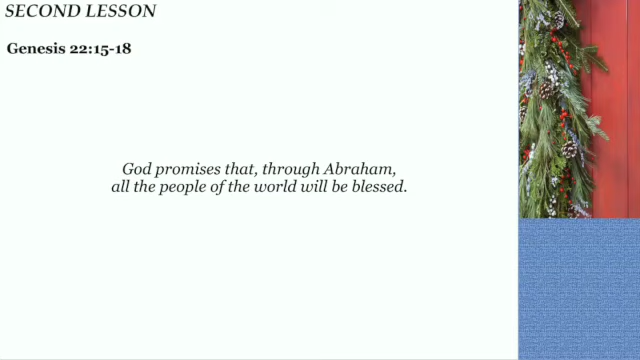 SECOND LESSON
Genesis 22:15-18
God promises that, through Abraham,
all the people of the world will be blessed.